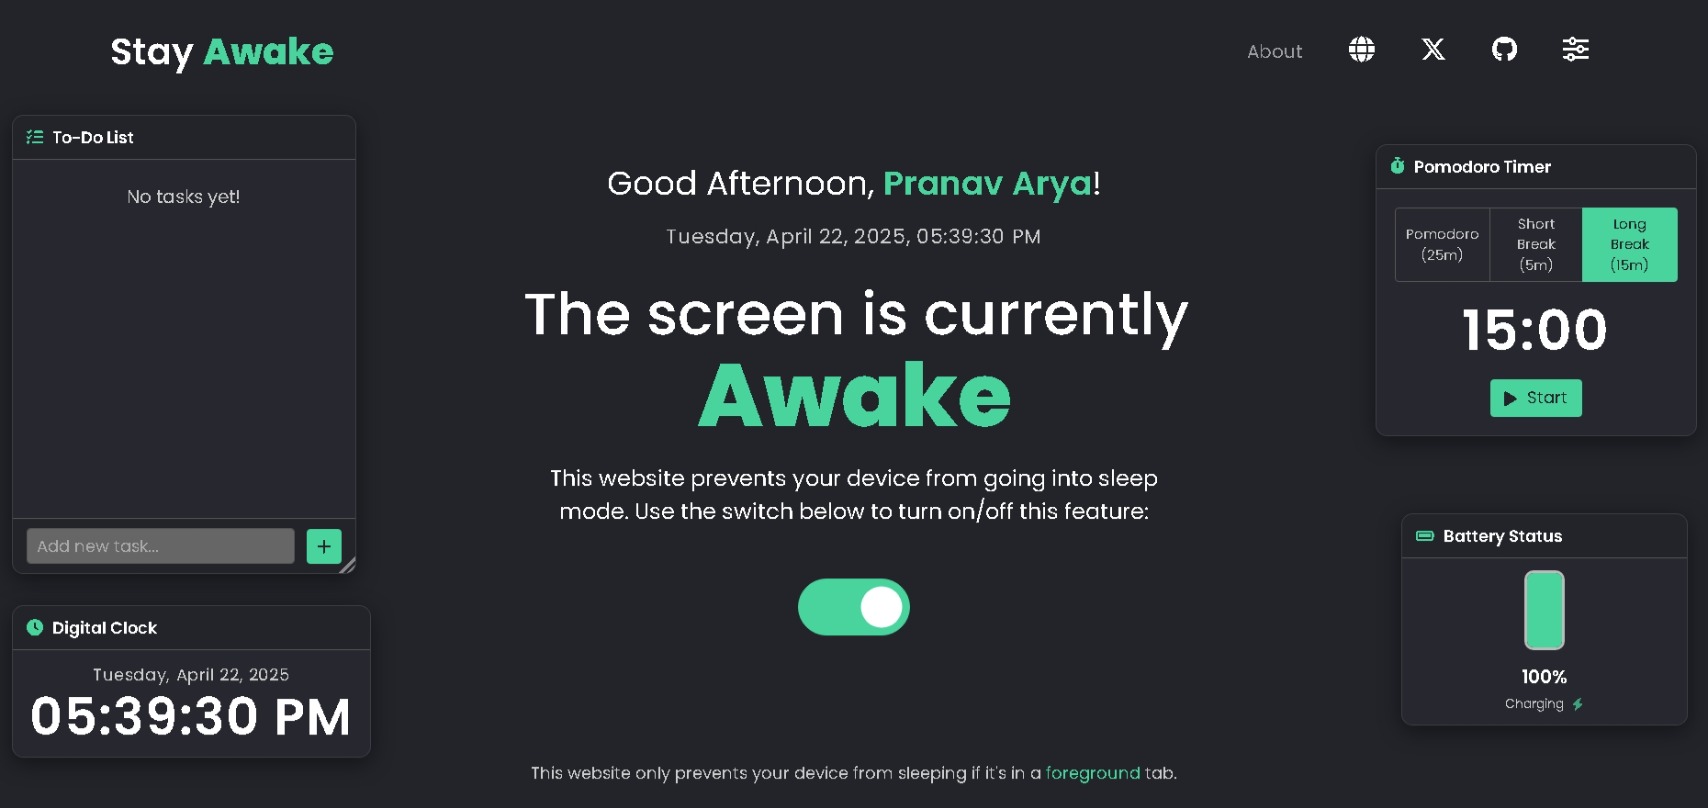 Stay Awake
About
To-Do List
No tasks yet!
Add new task...
+
Digital Clock
Tuesday, April 22, 2025
05:39:30 PM
Good Afternoon, Pranav Arya!
Tuesday, April 22, 2025, 05:39:30 PM
The screen is currently
Awake
This website prevents your device from going into sleep
mode. Use the switch below to turn on/off this feature:
This website only prevents your device from sleeping if it's in a foreground tab.
Pomodoro Timer
Pomodoro
(25m)
Short
Break
(5m)
Long
Break
(15m)
15:00
Start
Battery Status
100%
Charging